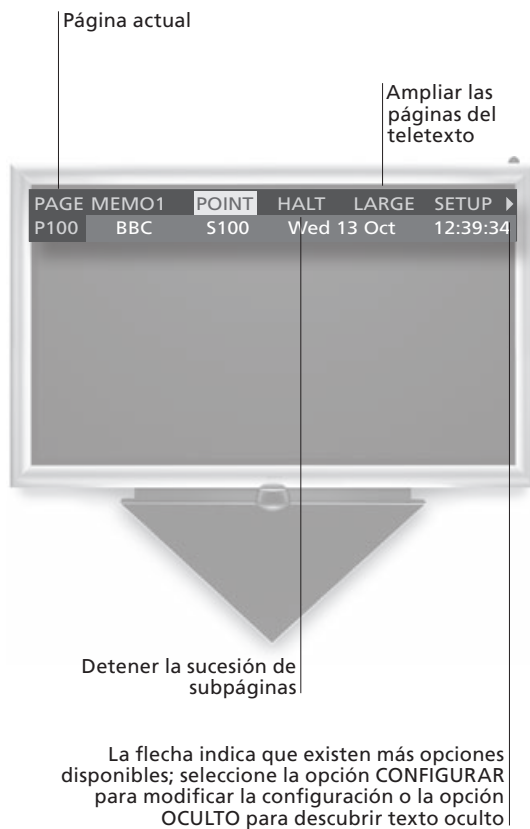 Página actual
Ampliar las
páginas del
teletexto
PAGE MEMO1 POINT HALT LARGE SETUP
P100 BBC S100 Wed 13 Oct 12:39:34
Detener la sucesión de
subpáginas
La flecha indica que existen más opciones
disponibles; seleccione la opción CONFIGURAR
para modificar la configuración o la opción
OCULTO para descubrir texto oculto